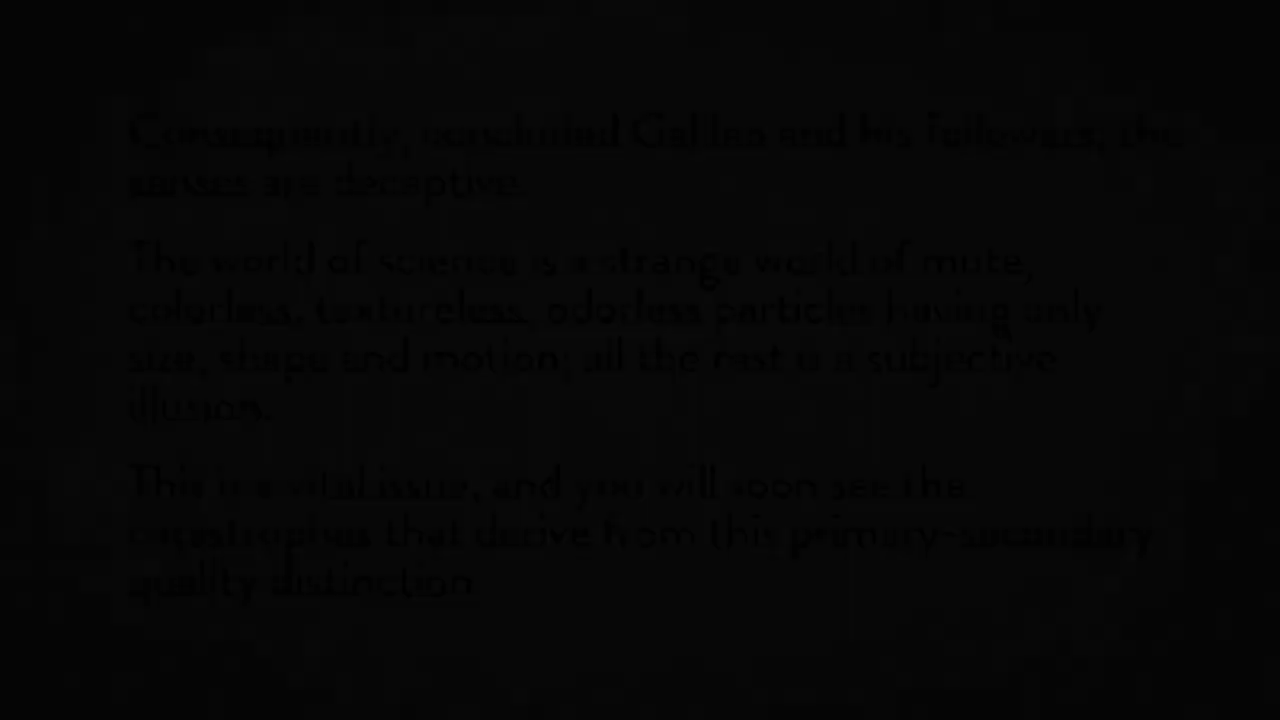 Consequently, concluded Galileo and his followers, the
senses are deceptive.
The world of science is a strange world of mute,
colorless, textureless, odorless particles having only
size, shape and motion; all the rest is a subjective
illusion.
This is a vital issue, and you will soon see the
catastrophes that derive from this primary-secondary
quality distinction.